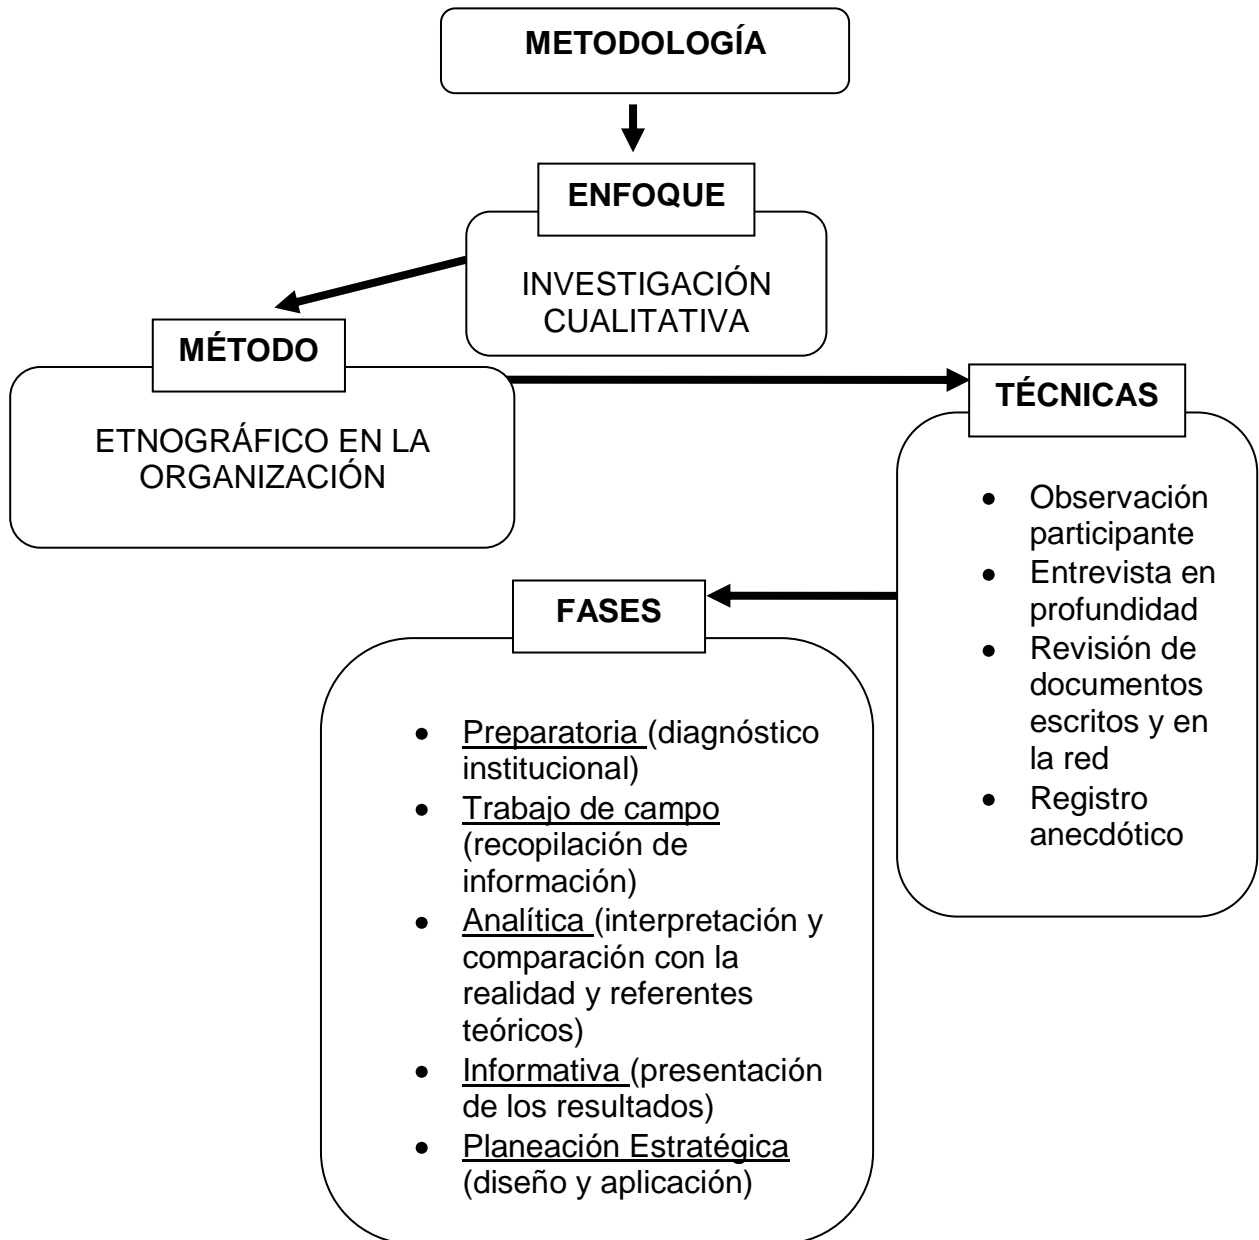 METODOLOGÍA
ENFOQUE
INVESTIGACIÓN
CUALITATIVA
MÉTODO
ETNOGRÁFICO EN LA
ORGANIZACIÓN
TÉCNICAS
• Observación
participante
• Entrevista en
profundidad
• Revisión de
documentos
escritos y en
la red
• Registro
anecdótico
FASES
• Preparatoria (diagnóstico
institucional)
• Trabajo de campo
(recopilación de
información)
• Analítica (interpretación y
comparación con la
realidad y referentes
teóricos)
• Informativa (presentación
de los resultados)
• Planeación Estratégica
(diseño y aplicación)